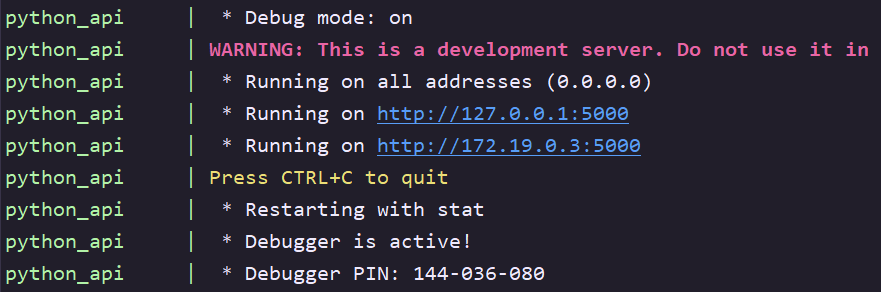 python_api | * Debug mode: on
python_api | WARNING: This is a development server. Do not use it in
python_api | * Running on all addresses (0.0.0.0)
python_api | * Running on http://127.0.0.1:5000
python_api | * Running on http://172.19.0.3:5000
python_api | Press CTRL+C to quit
python_api | * Restarting with stat
python_api | * Debugger is active!
python_api | * Debugger PIN: 144-036-080